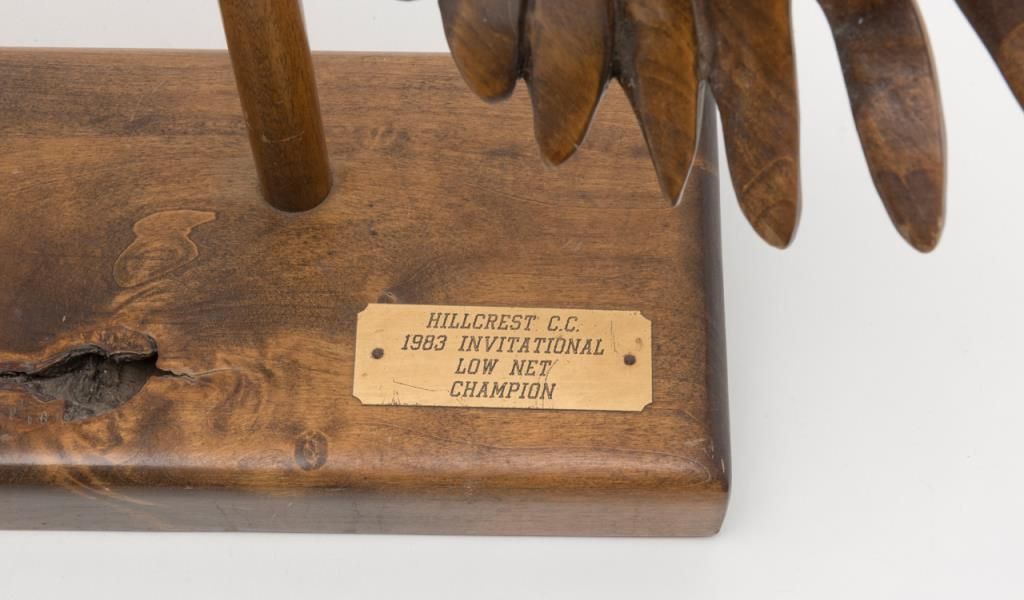 HILLCREST C.C.
1983 INVITATIONAL
LOW NET
CHAMPION